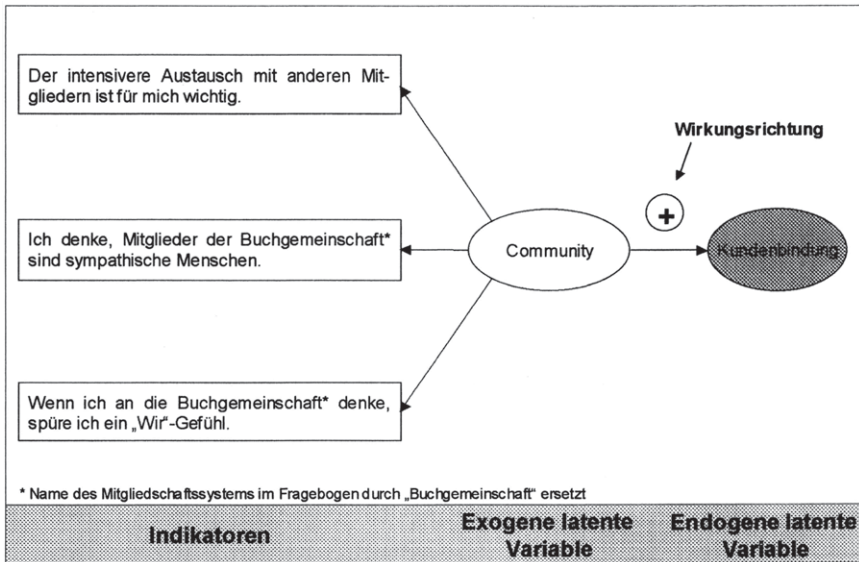 Der intensivere Austausch mit anderen Mit-
gliedern ist für mich wichtig.
Wirkungsrichtung
+
Ich denke, Mitglieder der Buchgemeinschaft*
sind sympathische Menschen.
Community
Kundenbindung
Wenn ich an die Buchgemeinschaft* denke,
spüre ich ein „Wir“-Gefühl.
* Name des Mitgliedschaftssystems im Fragebogen durch „Buchgemeinschaft“ ersetzt
Indikatoren
Exogene latente
Variable
Endogene latente
Variable